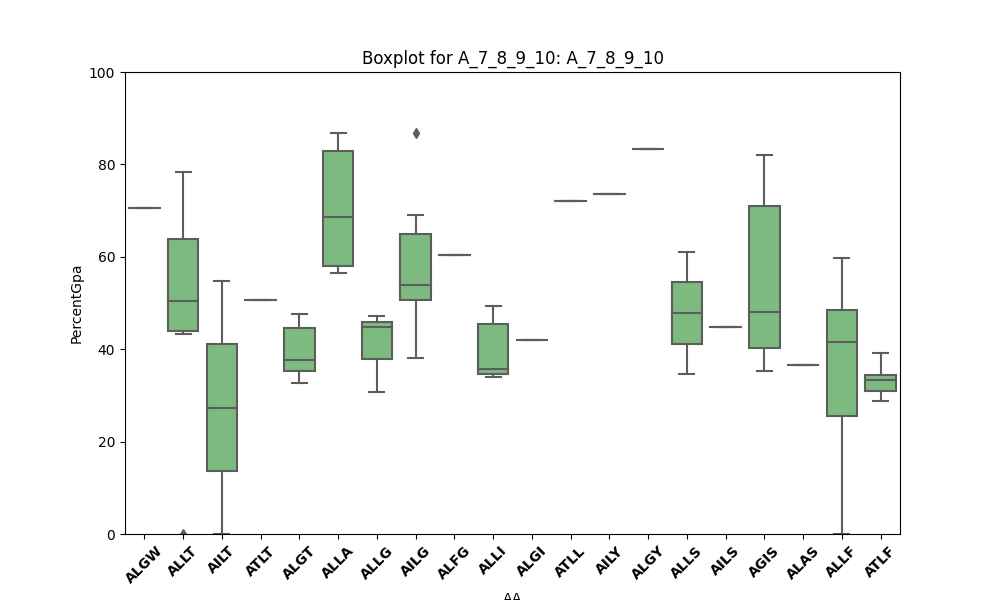 Boxplot for A_7_8_9_10: A_7_8_9_10
PercentGpa
100
80
60
40
20
0
ALGW ALLT AILT ATLT ALGT ALLA ALLG AILG ALFG ALLI ALGI ATLL AILY ALGY ALLS AILS AGIS ALAS ALLF ATLF
AA